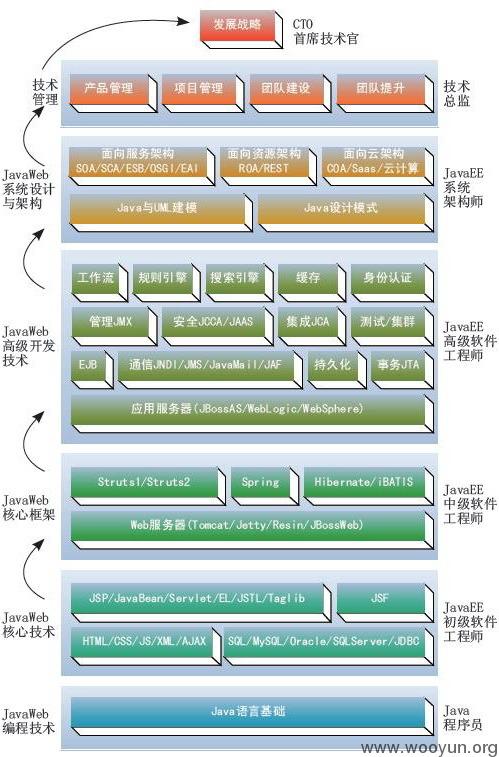 发展战略
CTO
首席技术官
技术
管理
产品管理
项目管理
团队建设
团队提升
技术
总监
JavaWeb
系统设计
与架构
面向服务架构
SOA/SCA/ESB/OSGI/EAI
面向资源架构
ROA/REST
面向云架构
COA/Saas/云计算
Java与UML建模
Java设计模式
JavaEE
系统
架构师
JavaWeb
高级开发
技术
工作流
规则引擎
搜索引擎
缓存
身份认证
管理JMX
安全JCCA/JAAS
集成JCA
测试/集群
EJB
通信JNDI/JMS/JavaMail/JAF
持久化
事务JTA
应用服务器(JBossAS/WebLogic/WebSphere)
JavaEE
高级软件
工程师
JavaWeb
核心框架
Struts1/Struts2
Spring
Hibernate/iBATIS
Web服务器(Tomcat/Jetty/Resin/JBossWeb)
JavaEE
中级软件
工程师
JavaWeb
核心技术
JSP/JavaBean/Servlet/EL/JSTL/Taglib
JSF
HTML/CSS/JS/XML/AJAX
SQL/MySQL/Oracle/SQLServer/JDBC
JavaEE
初级软件
工程师
JavaWeb
编程技术
Java语言基础
Java
程序员
www.wooyun.org